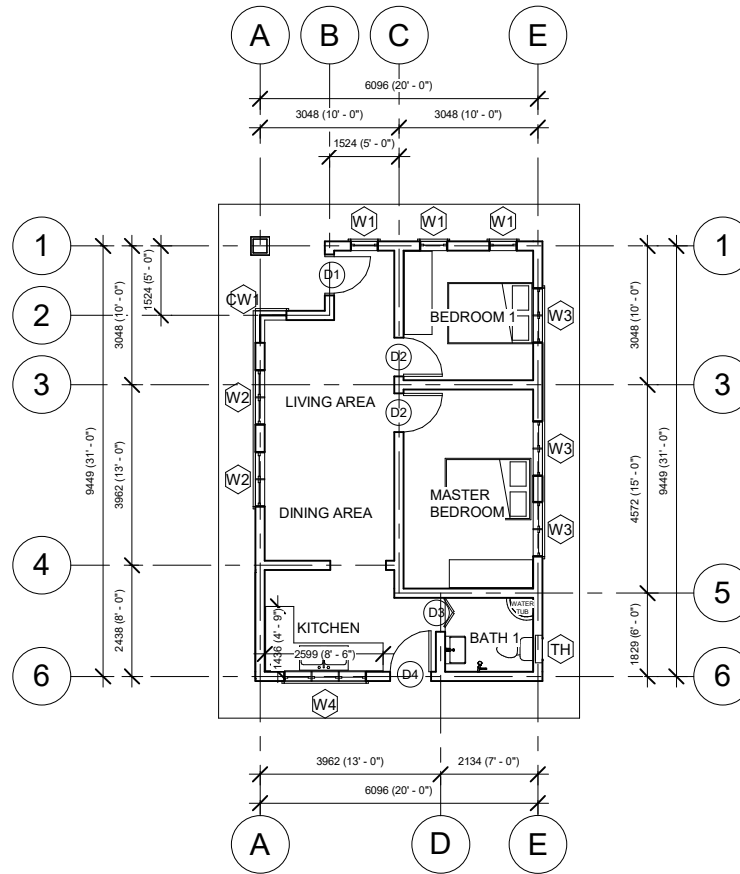 A B C E
6096 (20' - 0")
3048 (10' - 0") 3048 (10' - 0")
1524 (5' - 0")
W1 W1 W1
1 1
D1
1524 (5' - 0")
3048 (10' - 0") 3048 (10' - 0")
CW1
2
BEDROOM 1 W3
D2
3 3
W2 LIVING AREA D2
9449 (31' - 0") 3962 (13' - 0") 4572 (15' - 0") 9449 (31' - 0")
W3
W2
MASTER
DINING AREA BEDROOM W3
4
5
2438 (8' - 0") 1829 (6' - 0")
WATER
TUB
D3
KITCHEN
1436 (4' - 9")
BATH 1 TH
2599 (8' - 6")
6 D4 6
W4
3962 (13' - 0") 2134 (7' - 0")
6096 (20' - 0")
A D E